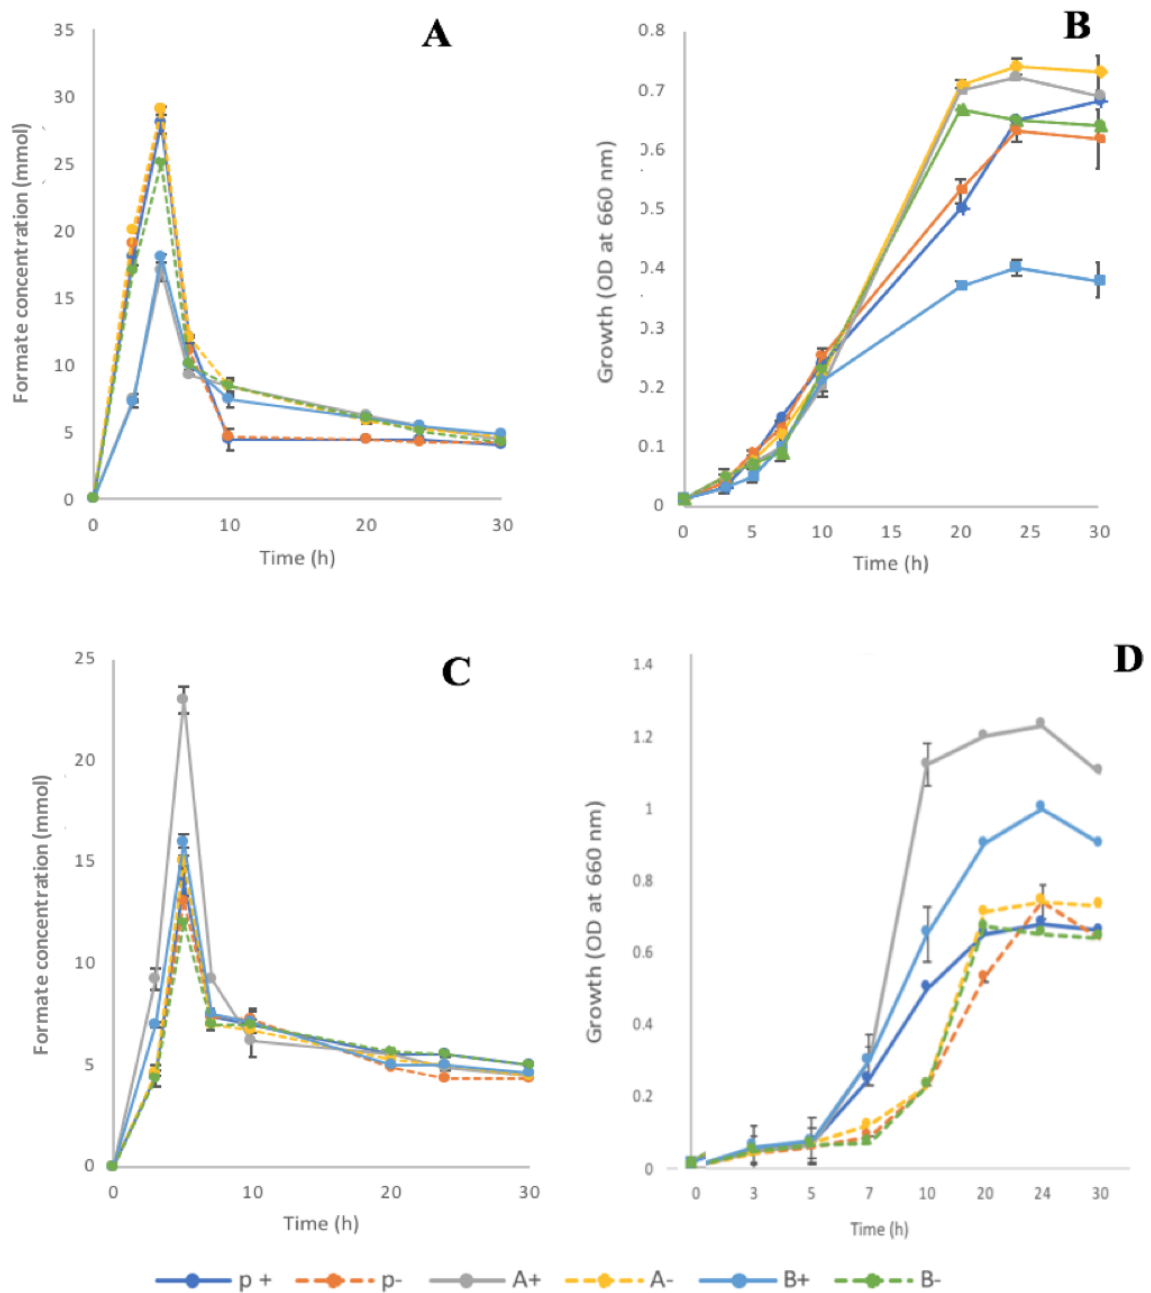 A
35
30
25
20
15
10
5
0
0 10 20 30
Time (h)
Formate concentration (mmol)
B
0.8
0.7
0.6
0.5
0.4
0.3
0.2
0.1
0
0 3 5 7 10 15 20 25 30
Time (h)
Growth (OD at 660 nm)
C
25
20
15
10
5
0
0 10 20 30
Time (h)
Formate concentration (mmol)
D
1.4
1.2
1
0.8
0.6
0.4
0.2
0
0 3 5 7 10 20 24 30
Time (h)
Growth (OD at 660 nm)
p + p- A+ A- B+ B-